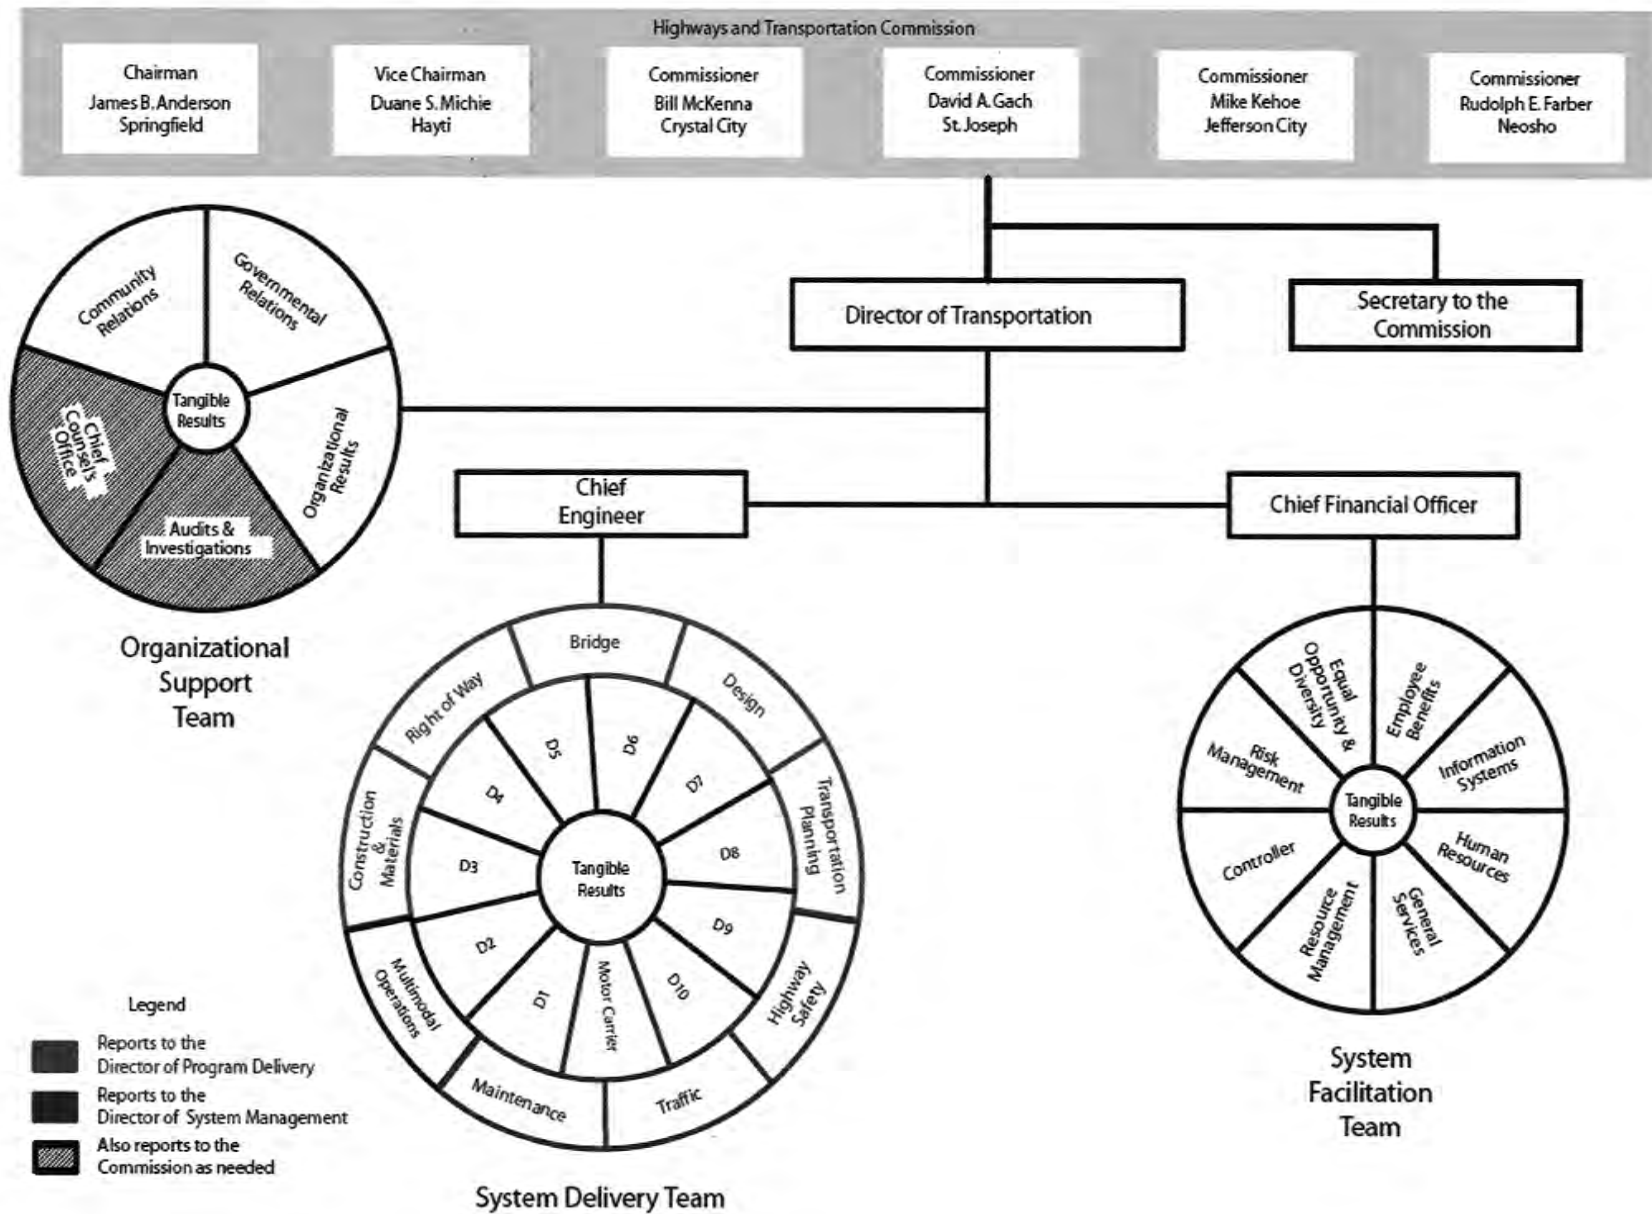 Highways and Transportation Commission
Chairman
James B. Anderson
Springfield
Vice Chairman
Duane S. Michie
Hayti
Commissioner
Bill McKenna
Crystal City
Commissioner
David A. Gach
St. Joseph
Commissioner
Mike Kehoe
Jefferson City
Commissioner
Rudolph E. Farber
Neosho
Director of Transportation
Secretary to the
Commission
Community
Relations
Governmental
Relations
Tangible
Results
Chief
Counsel's
Office
Organizational
Results
Audits &
Investigations
Organizational
Support
Team
Chief
Engineer
Chief Financial Officer
Bridge
Right of Way
Design
Construction
&
Materials
Transportation
Planning
Multimodal
Operations
Highway
Safety
Maintenance
Traffic
D5
D6
D4
D7
D3
D8
D2
D9
D1
Motor Carrier
D10
Tangible
Results
System Delivery Team
Equal
Opportunity &
Diversity
Employee
Benefits
Risk
Management
Information
Systems
Tangible
Results
Controller
Human
Resources
Resource
Management
General
Services
System
Facilitation
Team
Legend
Reports to the
Director of Program Delivery
Reports to the
Director of System Management
Also reports to the
Commission as needed